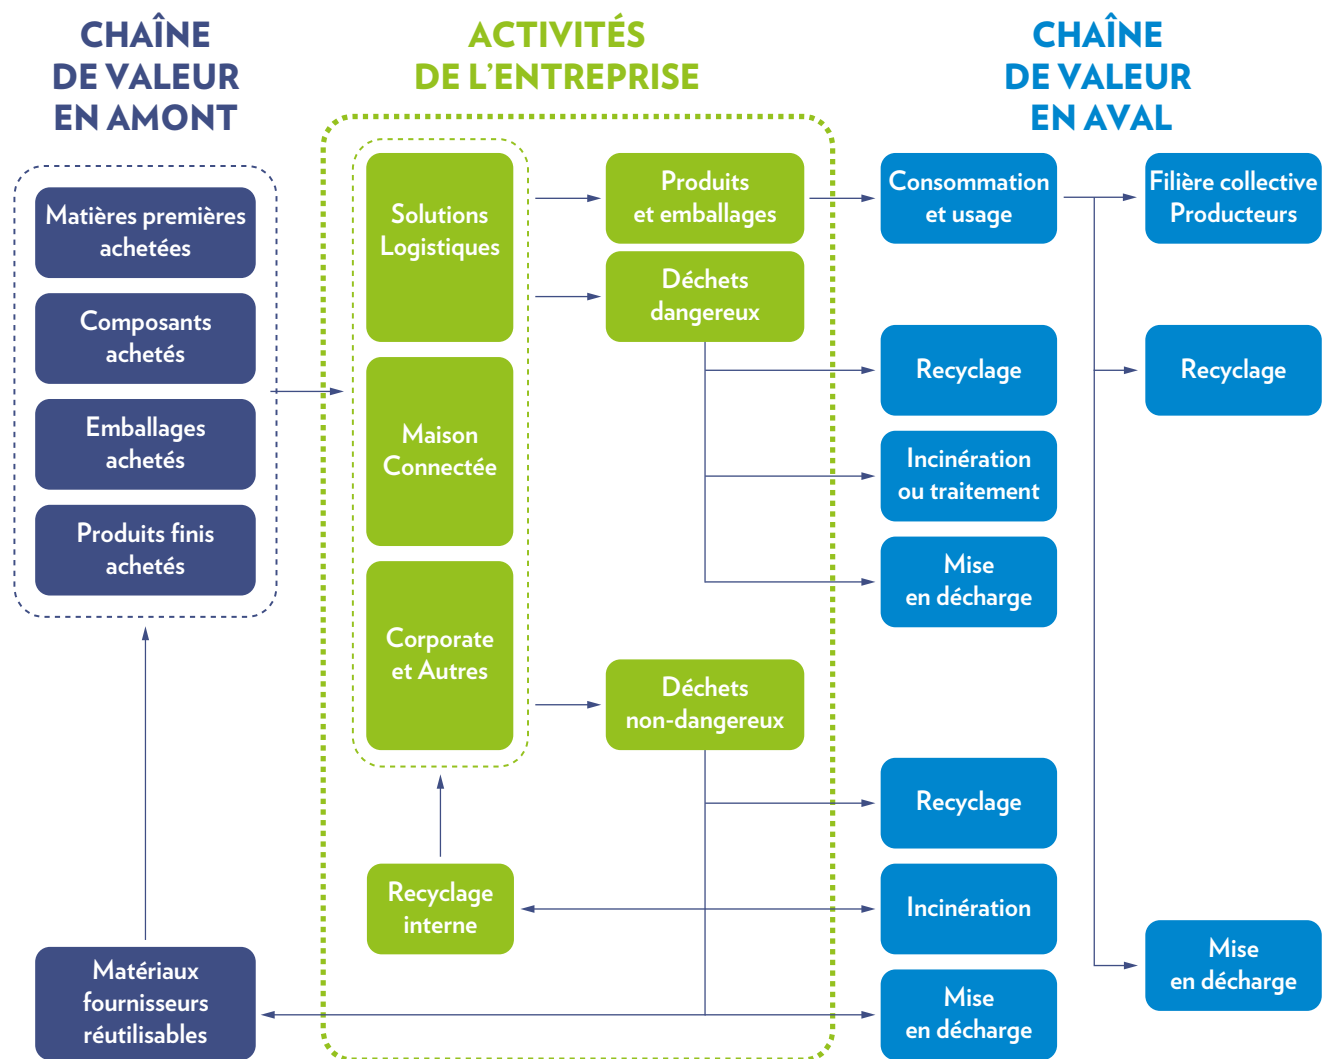 CHAÎNE
DE VALEUR
EN AMONT
Matières premières
achetées
Composants
achetés
Emballages
achetés
Produits finis
achetés
Matériaux
fournisseurs
réutilisables
ACTIVITÉS
DE L'ENTREPRISE
Solutions
Logistiques
Maison
Connectée
Corporate
et Autres
Recyclage
interne
Produits
et emballages
Déchets
dangereux
Déchets
non-dangereux
CHAÎNE
DE VALEUR
EN AVAL
Consommation
et usage
Recyclage
Incinération
ou traitement
Mise
en décharge
Recyclage
Incinération
Mise
en décharge
Filière collective
Producteurs
Recyclage
Mise
en décharge